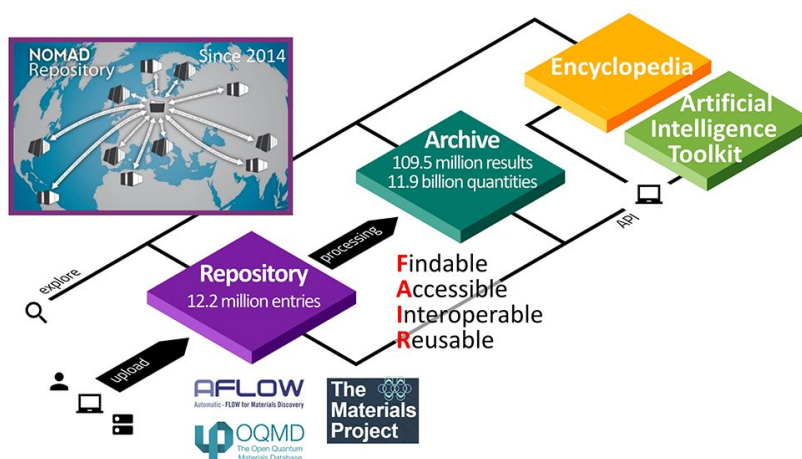 NOMAD
Repository
Since 2014
Encyclopedia
Artificial
Intelligence
Toolkit
Archive
109.5 million results
11.9 billion quantities
API
processing
explore
Repository
12.2 million entries
Findable
Accessible
Interoperable
Reusable
upload
AFLOW
Automatic - FLOW for Materials Discovery
The
Materials
Project
OQMD
The Open Quantum
Materials Database